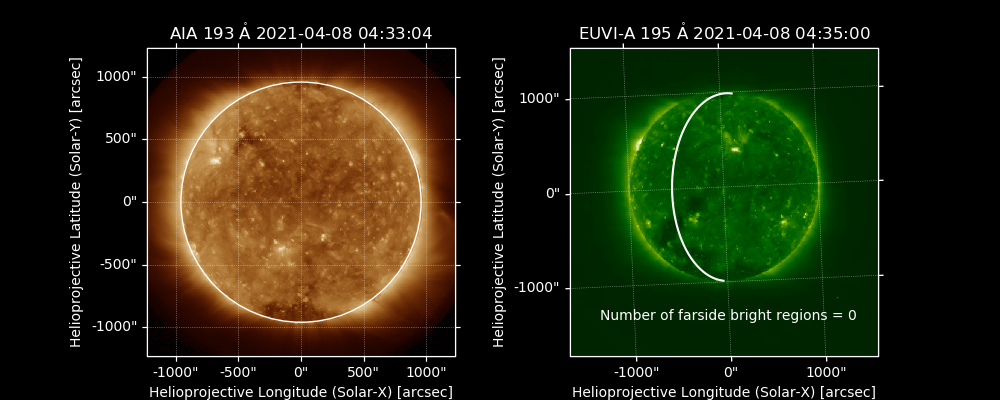 AIA 193 Å 2021-04-08 04:33:04
Helioprojective Latitude (Solar-Y) [arcsec]
1000"
500"
0"
-500"
-1000"
-1000" -500" 0" 500" 1000"
Helioprojective Longitude (Solar-X) [arcsec]
EUVI-A 195 Å 2021-04-08 04:35:00
Helioprojective Latitude (Solar-Y) [arcsec]
1000"
0"
-1000"
Number of farside bright regions = 0
-1000" 0" 1000"
Helioprojective Longitude (Solar-X) [arcsec]